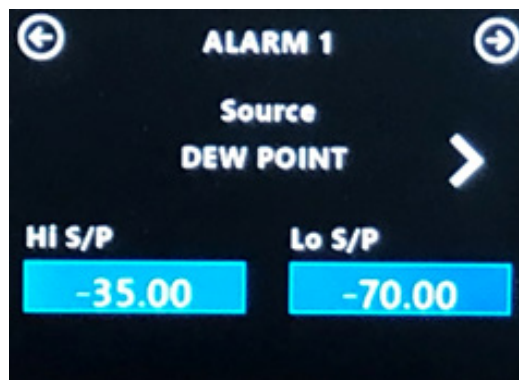 ALARM 1
Source
DEW POINT
Hi S/P
Lo S/P
-35.00
-70.00